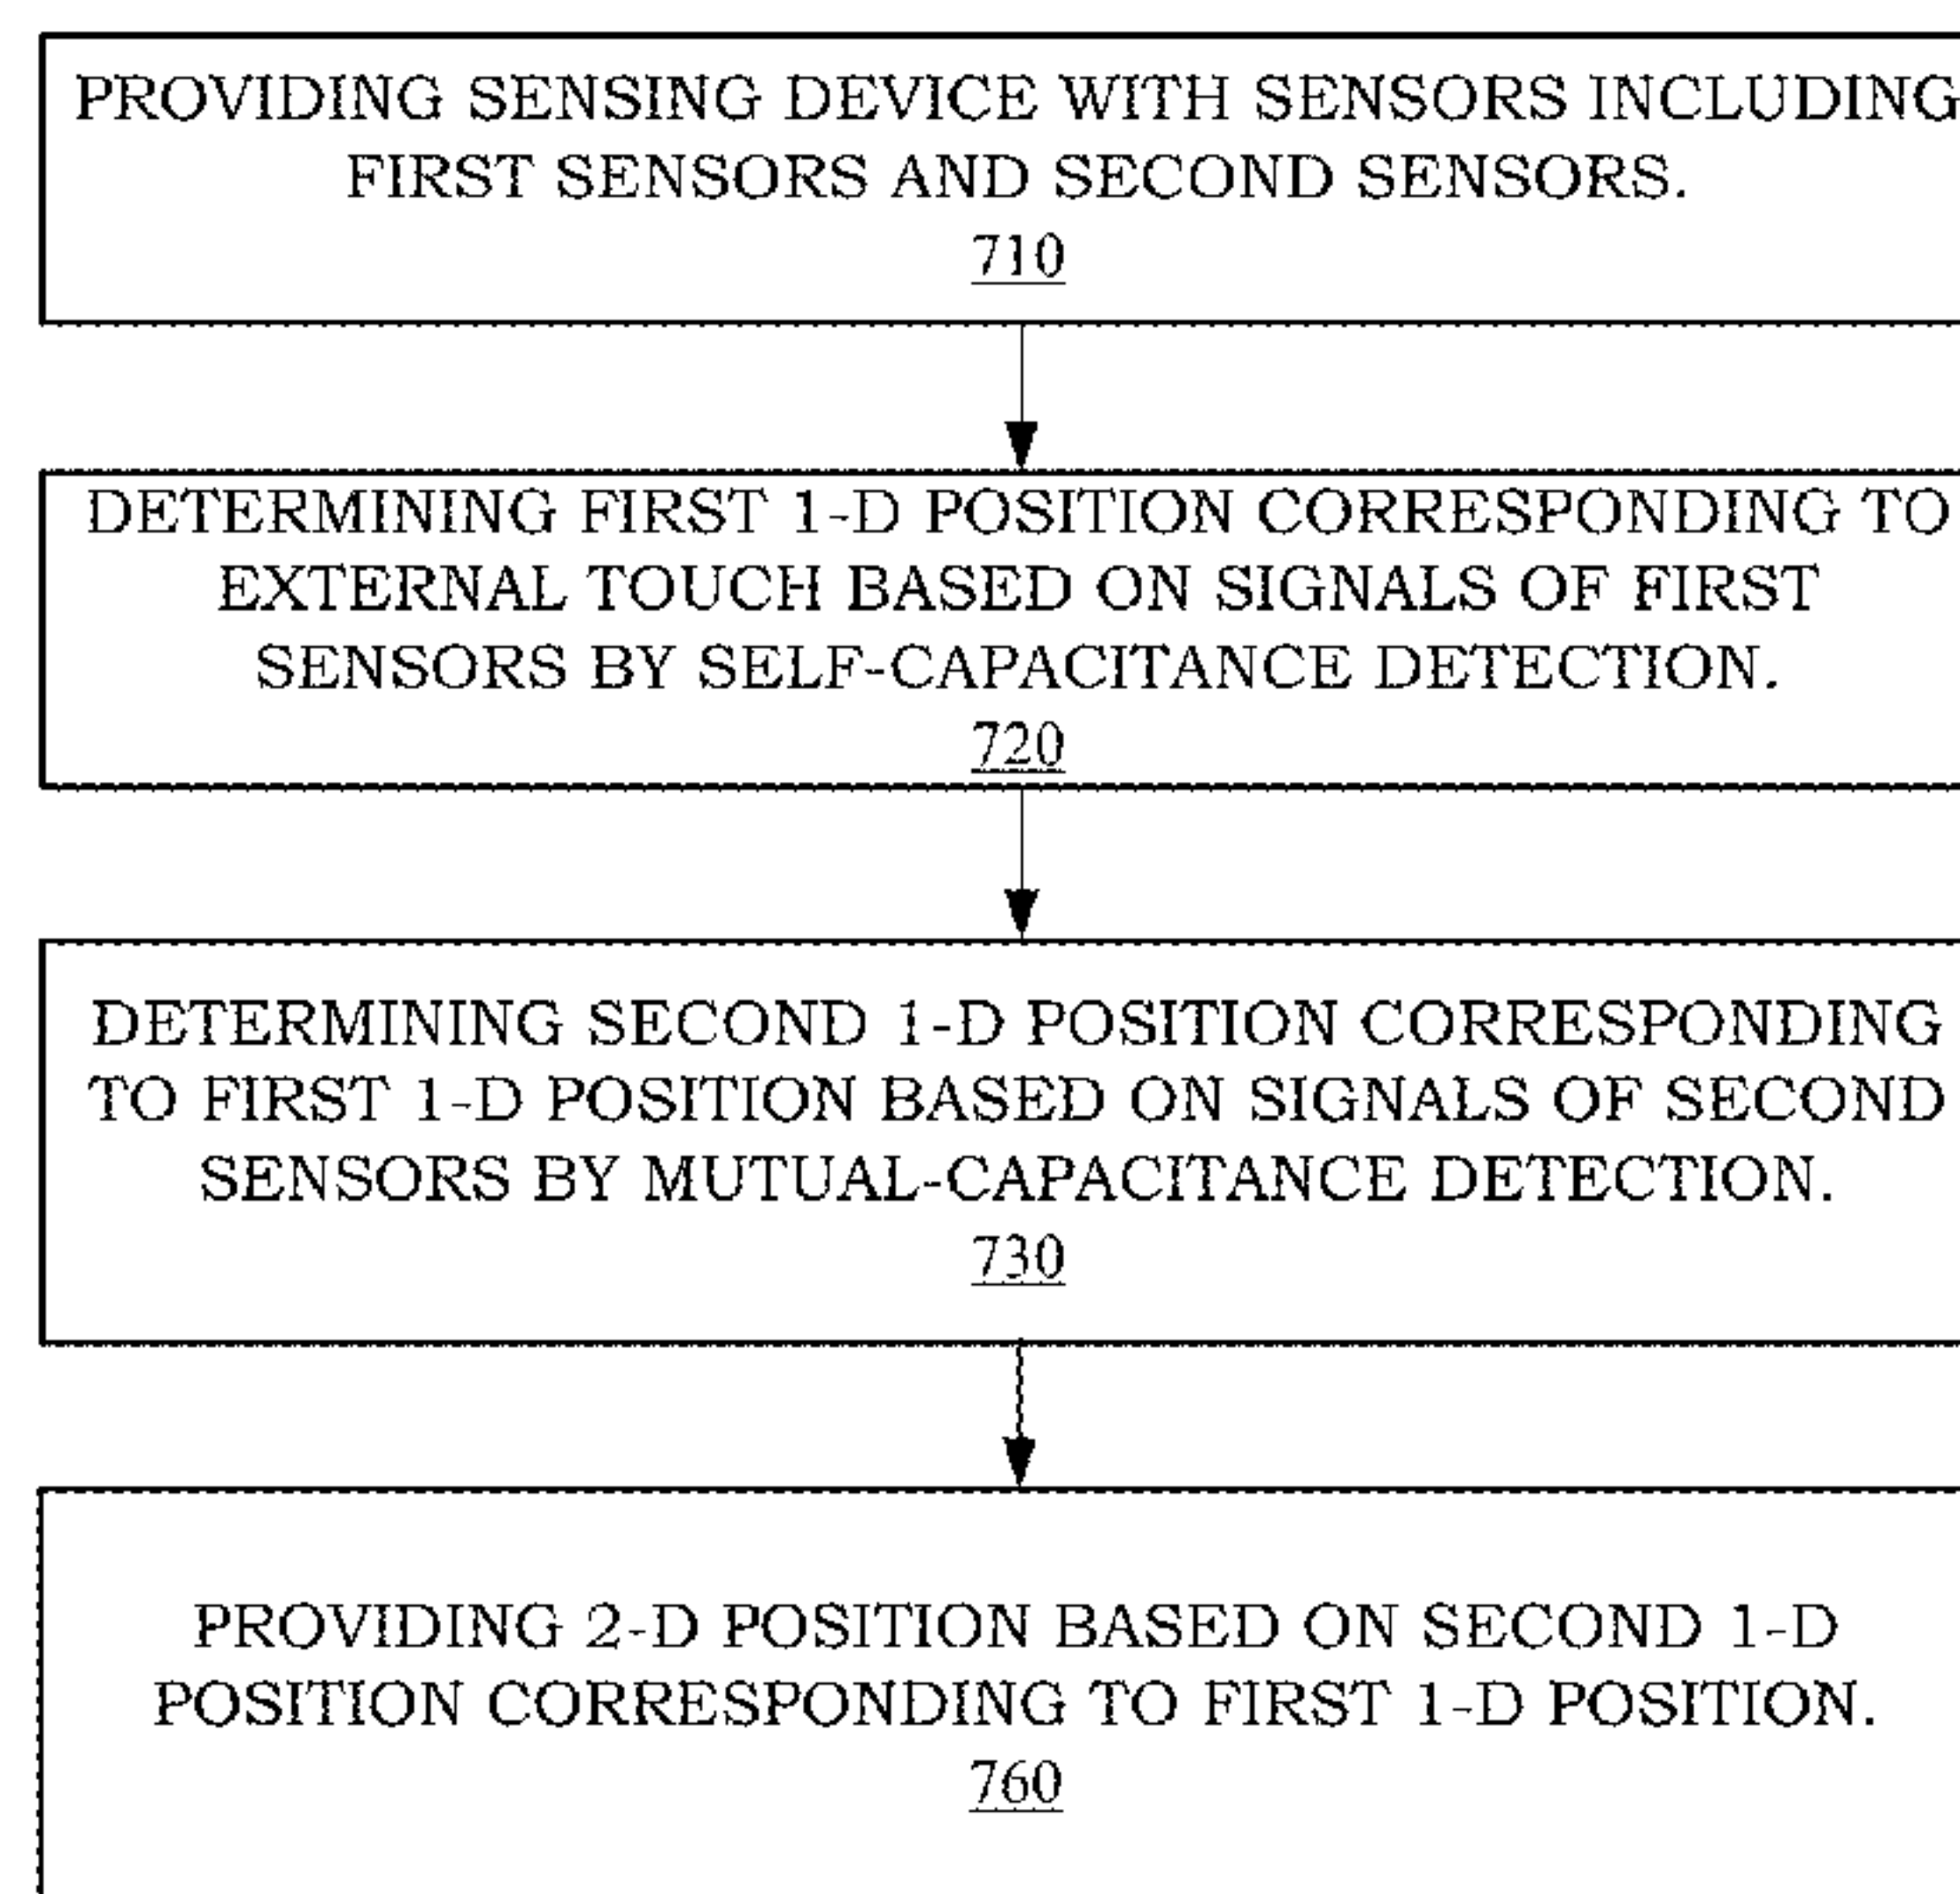 PROVIDING SENSING DEVICE WITH SENSORS INCLUDING
FIRST SENSORS AND SECOND SENSORS.
710
DETERMINING FIRST 1-D POSITION CORRESPONDING TO
EXTERNAL TOUCH BASED ON SIGNALS OF FIRST
SENSORS BY SELF-CAPACITANCE DETECTION.
720
DETERMINING SECOND 1-D POSITION CORRESPONDING
TO FIRST 1-D POSITION BASED ON SIGNALS OF SECOND
SENSORS BY MUTUAL-CAPACITANCE DETECTION.
730
PROVIDING 2-D POSITION BASED ON SECOND 1-D
POSITION CORRESPONDING TO FIRST 1-D POSITION.
760